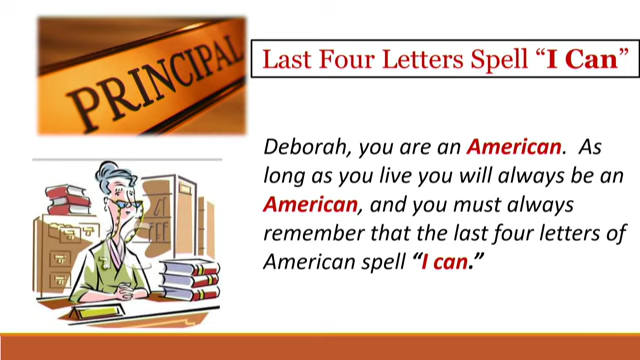 PRINCIPAL
Last Four Letters Spell “I Can”
Deborah, you are an American. As
long as you live you will always be an
American, and you must always
remember that the last four letters of
American spell “I can.”